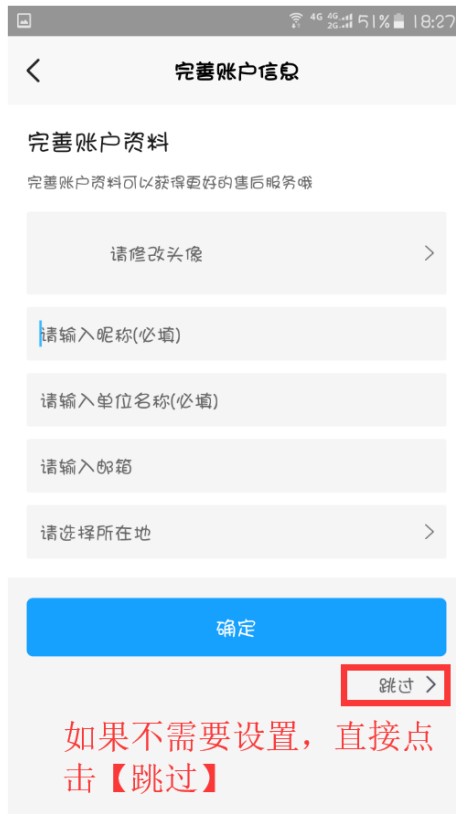 4G 4G 2G 51% 18:27
完善账户信息
完善账户资料
完善账户资料可以获得更好的售后服务哦
请修改头像
请输入昵称(必填)
请输入单位名称(必填)
请输入邮箱
请选择所在地
确定
跳过
如果不需要设置，直接点
击【跳过】